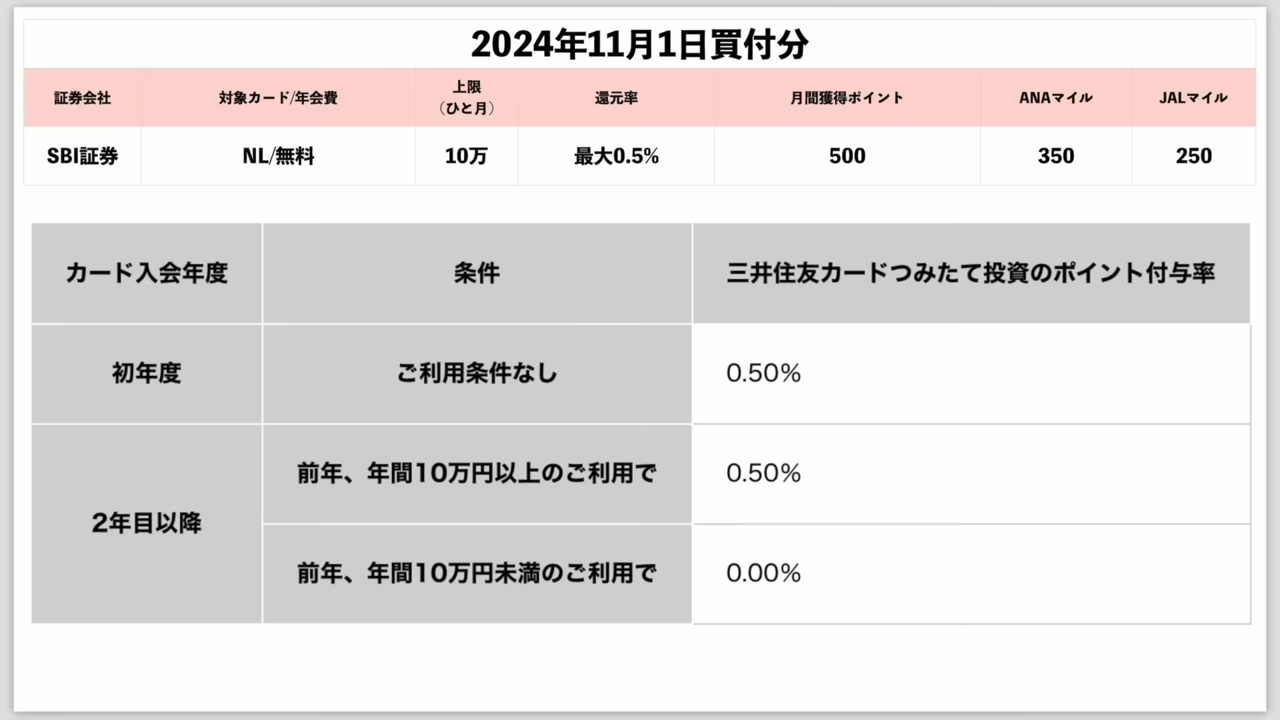 2024年11月1日買付分
証券会社 対象カード/年会費 上限（ひと月） 還元率 月間獲得ポイント ANAマイル JALマイル
SBI証券 NL/無料 10万 最大0.5% 500 350 250
カード入会年度 条件 三井住友カードつみたて投資のポイント付与率
初年度 ご利用条件なし 0.50%
2年目以降 前年、年間10万円以上のご利用で 0.50%
前年、年間10万円未満のご利用で 0.00%